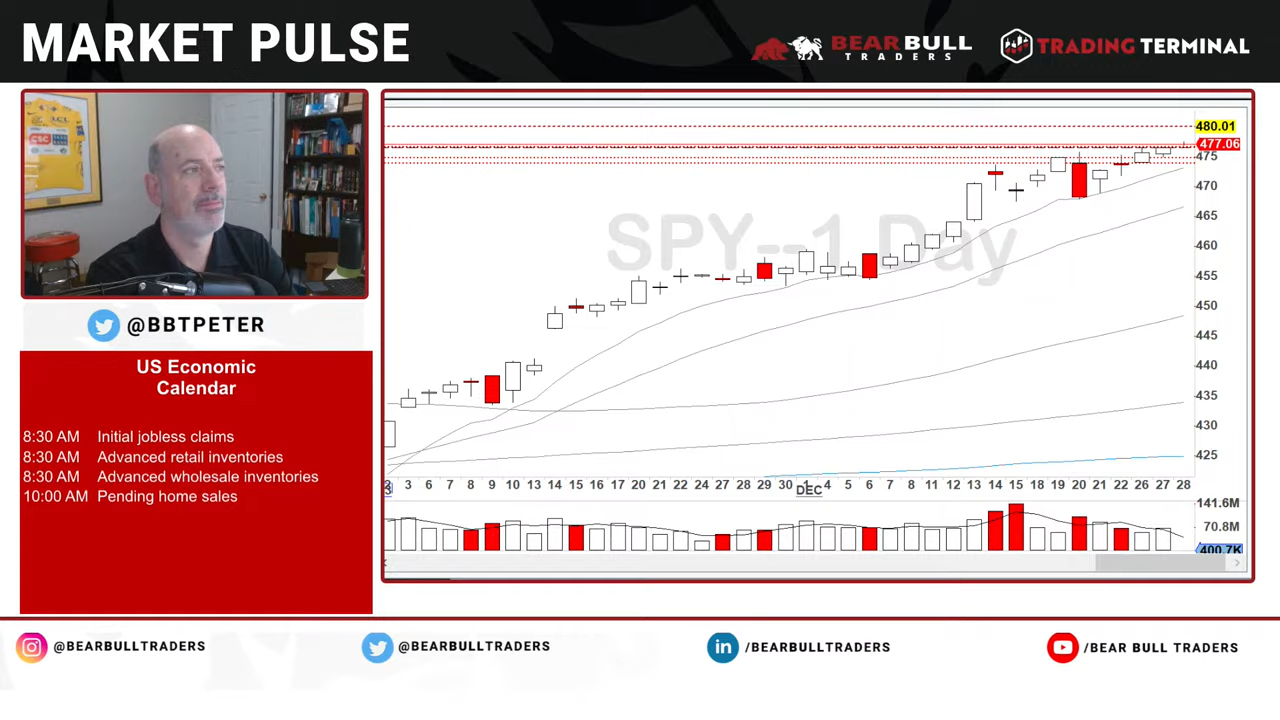 MARKET PULSE
BEAR BULL
TRADERS
TRADING TERMINAL
CSC
@BBTPETER
US Economic
Calendar
8:30 AM Initial jobless claims
8:30 AM Advanced retail inventories
8:30 AM Advanced wholesale inventories
10:00 AM Pending home sales
SPY--1 Day
480.01
477.06
475
470
465
460
455
450
445
440
435
430
425
2 3 6 7 8 9 10 13 14 15 16 17 20 21 22 24 27 28 29 30 1 4 5 6 7 8 11 12 13 14 15 18 19 20 21 22 26 27 28
3 DEC
141.6M
70.8M
400.7K
@BEARBULLTRADERS
@BEARBULLTRADERS
/BEARBULLTRADERS
/BEAR BULL TRADERS